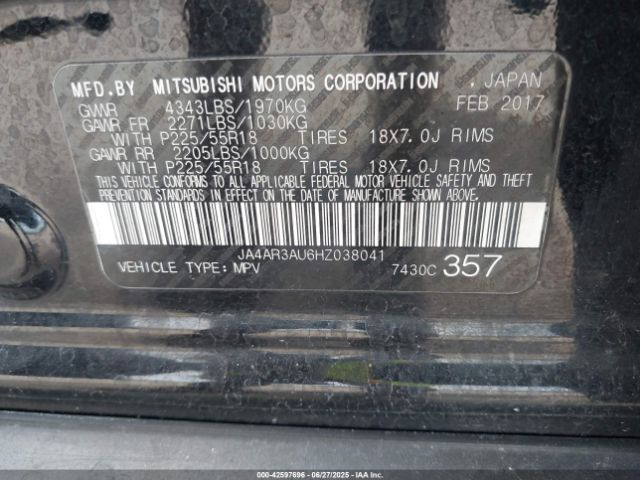 MFD.BY MITSUBISHI MOTORS CORPORATION , JAPAN
GVWR 4343LBS/1970KG FEB 2017
GAWR FR 2271LBS/1030KG
WITH P225/55R18 TIRES 18X7.0J RIMS
GAWR RR 2205LBS/1000KG
WITH P225/55R18 TIRES 18X7.0J RIMS
THIS VEHICLE CONFORMS TO ALL APPLICABLE FEDERAL MOTOR VEHICLE SAFETY AND THEFT
PREVENTION STANDARDS IN EFFECT ON THE DATE OF MANUFACTURE SHOWN ABOVE.
JA4AR3AU6HZ038041
VEHICLE TYPE: MPV 7430C 357
000-42597696 - 06/27/2025 - IAAI.COM